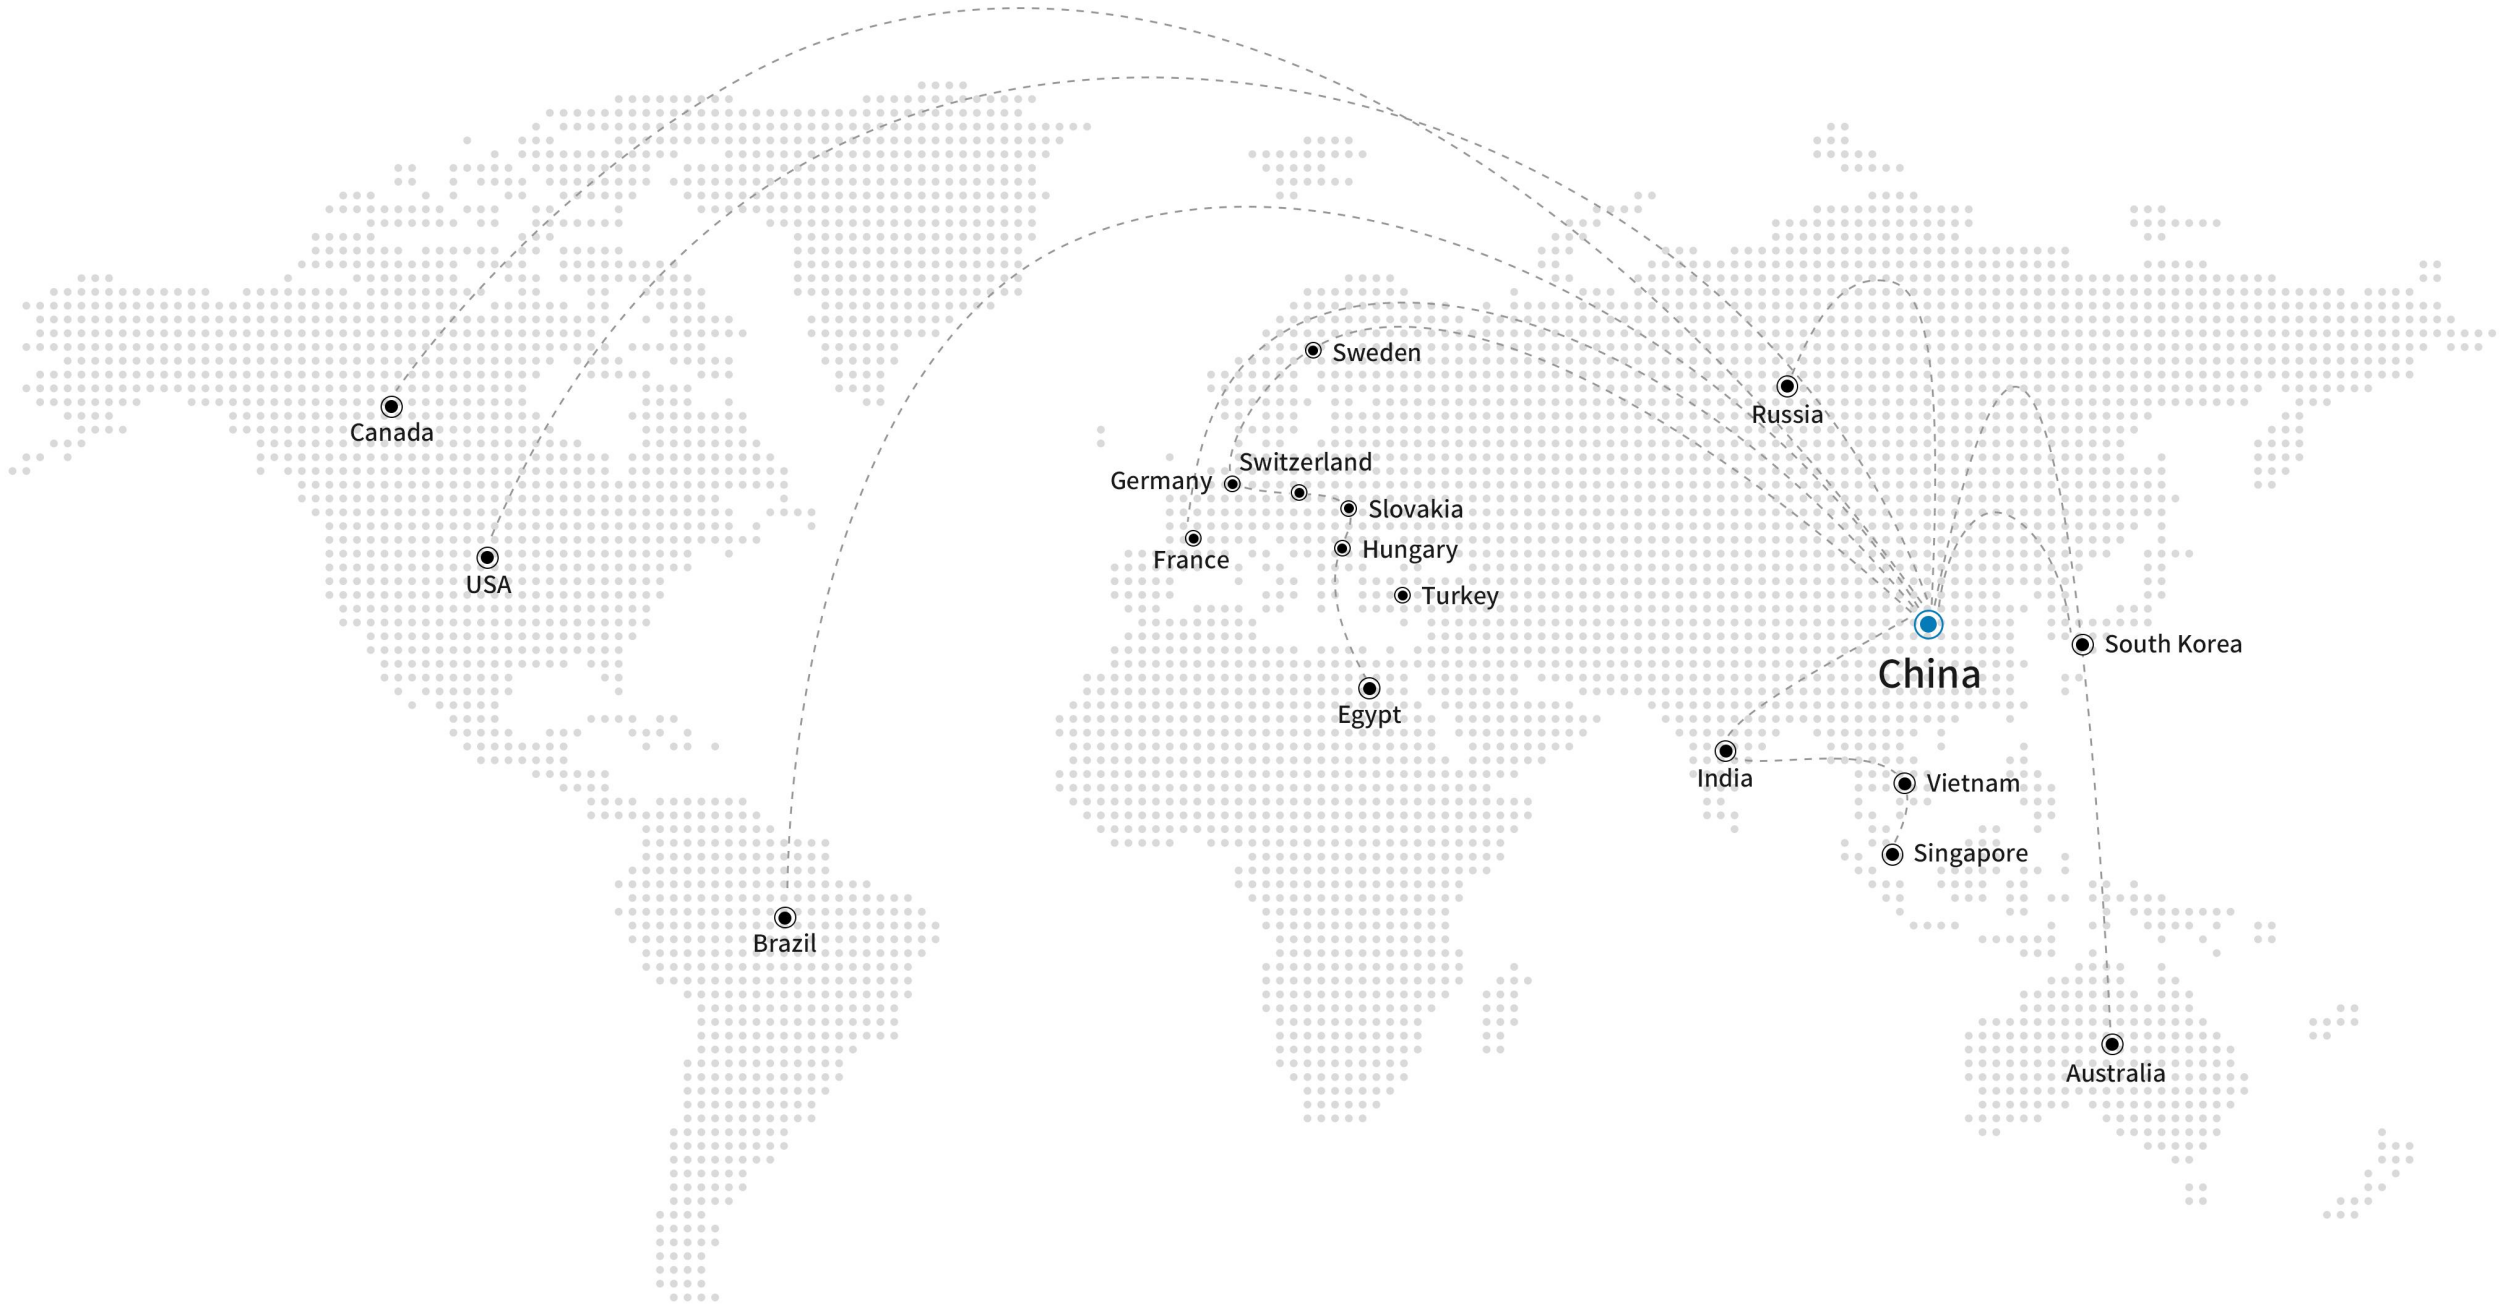 Sweden
Canada
Russia
Switzerland
Germany
Slovakia
Hungary
France
USA
Turkey
South Korea
China
Egypt
India
Vietnam
Singapore
Brazil
Australia